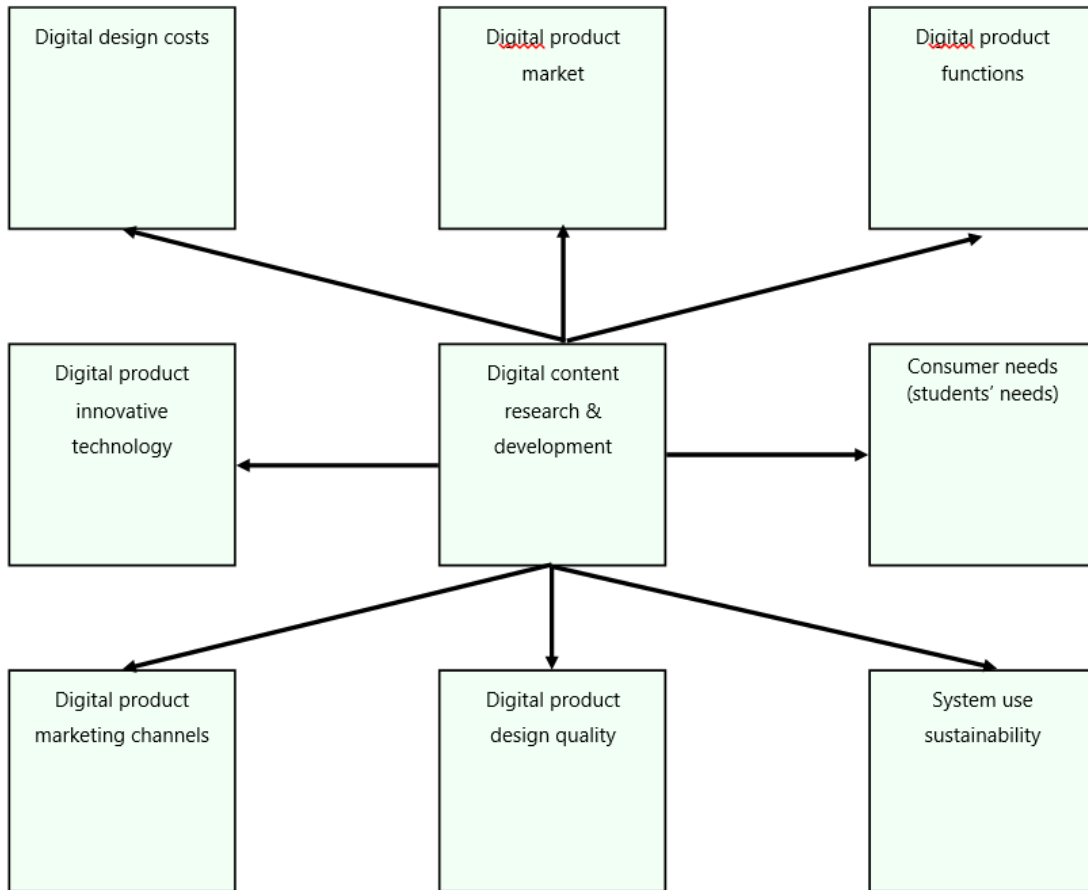 Digital design costs
Digital product
market
Digital product
functions
Digital product
innovative
technology
Digital content
research &
development
Consumer needs
(students’ needs)
Digital product
marketing channels
Digital product
design quality
System use
sustainability